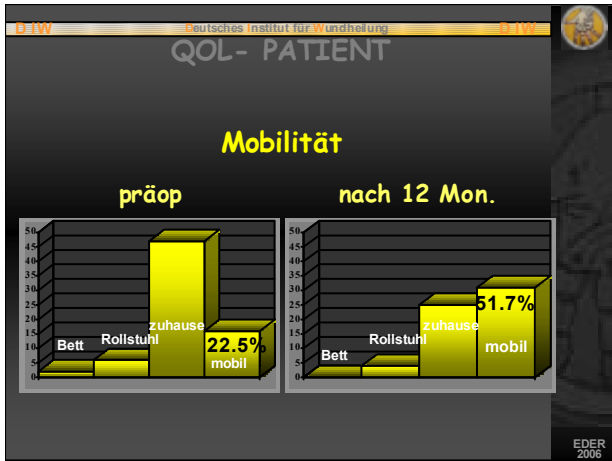 DIW Deutsches Institut für Wundheilung DIW
QOL- PATIENT
Mobilität
präop
nach 12 Mon.
50
45
40
35
30
25
20
15
10
5
0
Bett
Rollstuhl
zuhause
22.5%
mobil
50
45
40
35
30
25
20
15
10
5
0
Bett
Rollstuhl
zuhause
51.7%
mobil
EDER
2006